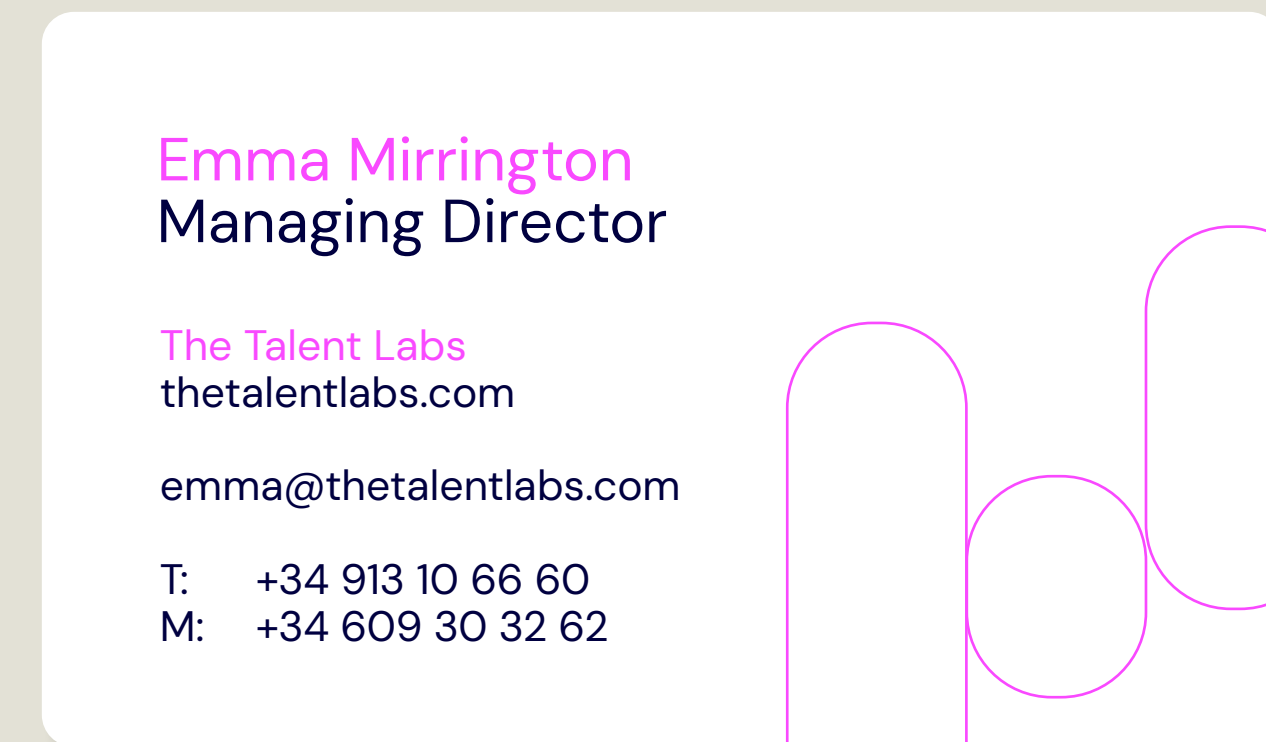 Emma Mirrington
Managing Director
The Talent Labs
thetalentlabs.com
emma@thetalentlabs.com
T: +34 913 10 66 60
M: +34 609 30 32 62